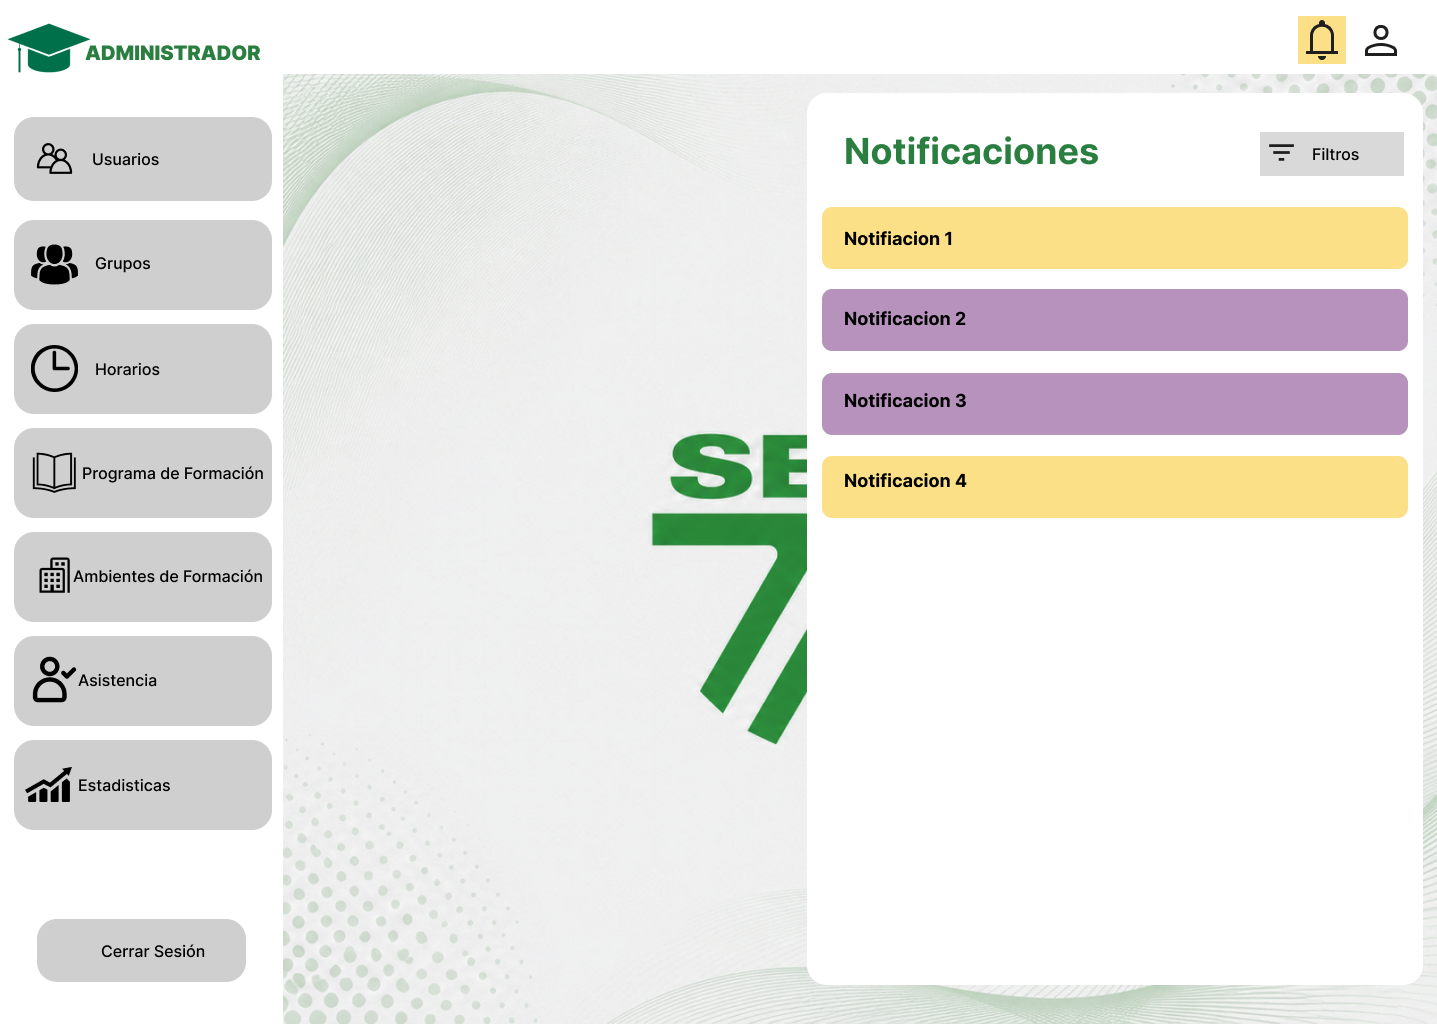 ADMINISTRADOR
Usuarios
Grupos
Horarios
Programa de Formación
Ambientes de Formación
Asistencia
Estadisticas
Cerrar Sesión
SE
Notificaciones
Filtros
Notifiacion 1
Notificacion 2
Notificacion 3
Notificacion 4